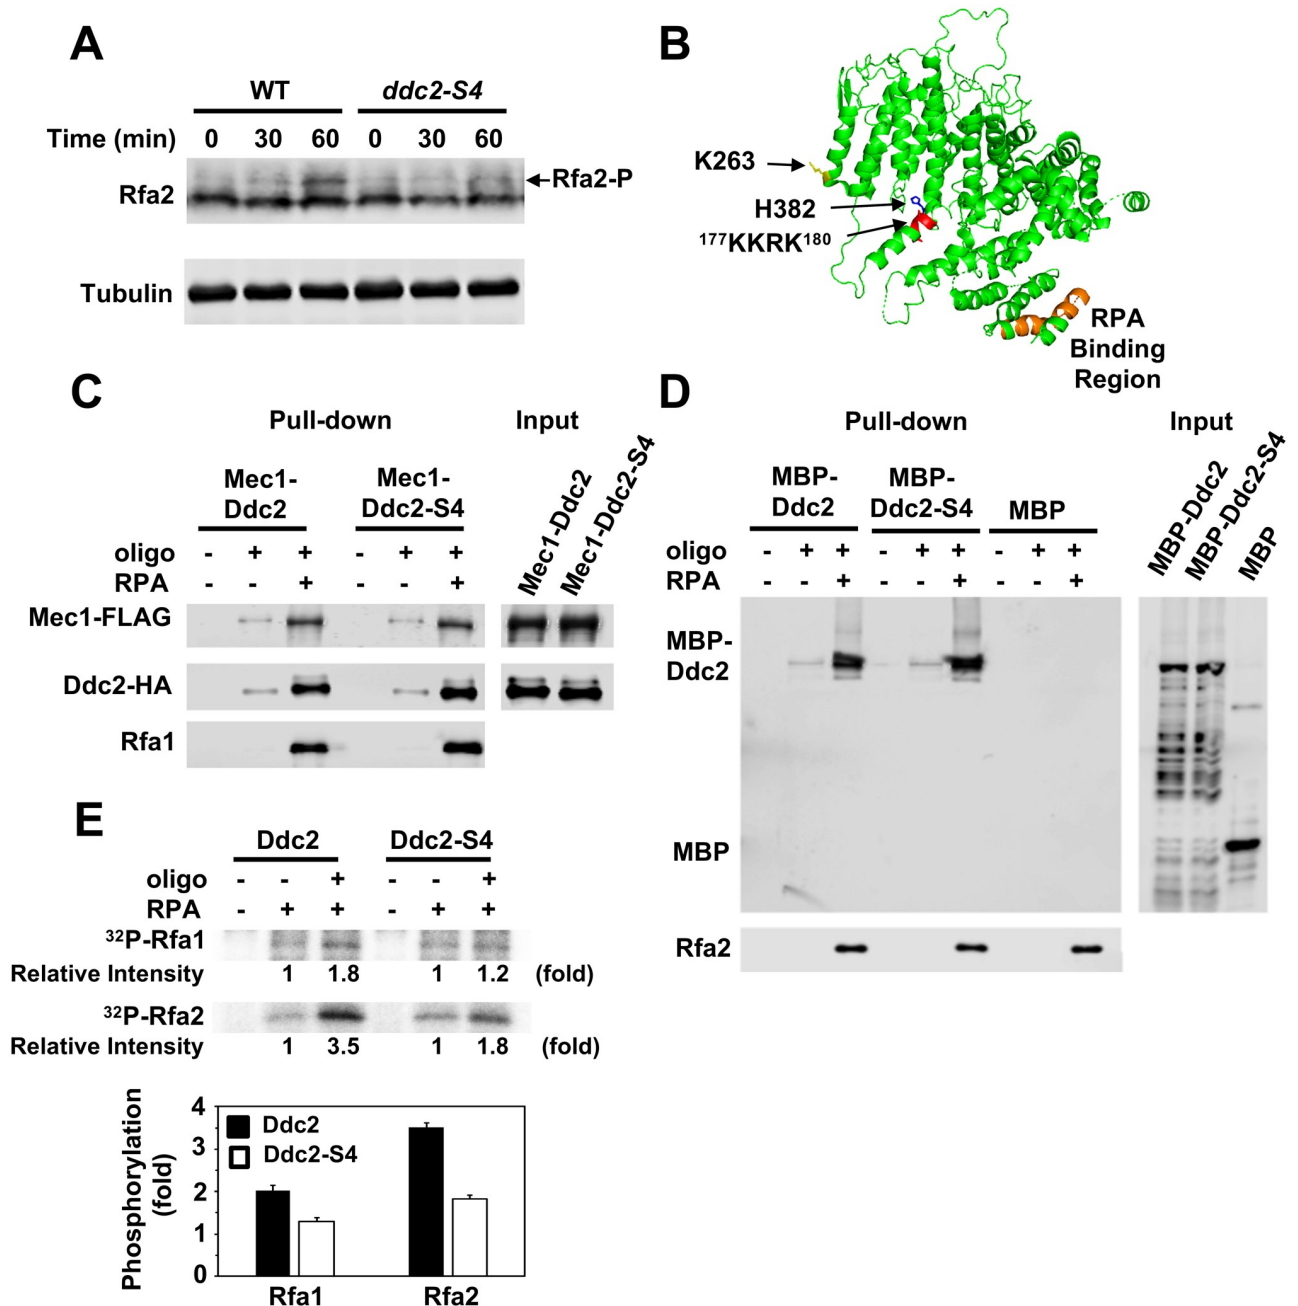 A
WT ddc2-S4
Time (min) 0 30 60 0 30 60
Rfa2
Rfa2-P
Tubulin
B
K263
H382
177KKRK180
RPA
Binding
Region
C
Pull-down Input
Mec1-
Ddc2
Mec1-
Ddc2-S4
Mec1-Ddc2
Mec1-Ddc2-S4
oligo - + + - + +
RPA - - + - - +
Mec1-FLAG
Ddc2-HA
Rfa1
D
Pull-down Input
MBP-
Ddc2
MBP-
Ddc2-S4
MBP
MBP-Ddc2
MBP-Ddc2-S4
MBP
oligo - + + - + + - + +
RPA - - + - - + - - +
MBP-
Ddc2
MBP
Rfa2
E
Ddc2 Ddc2-S4
oligo - - + - - +
RPA - + + - + +
32P-Rfa1
Relative Intensity 1 1.8 1 1.2 (fold)
32P-Rfa2
Relative Intensity 1 3.5 1 1.8 (fold)
Phosphorylation
(fold)
4
3
2
1
0
Ddc2
Ddc2-S4
Rfa1 Rfa2